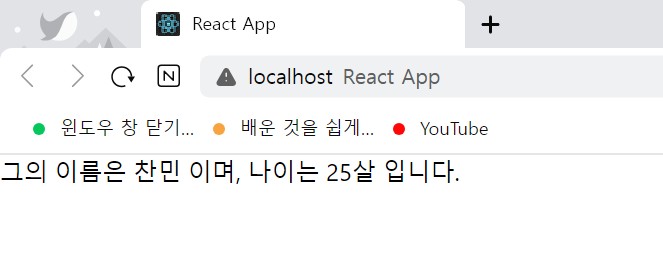 React App
N
localhost React App
윈도우 창 닫기... 배운 것을 쉽게... YouTube
그의 이름은 찬민 이며, 나이는 25살 입니다.